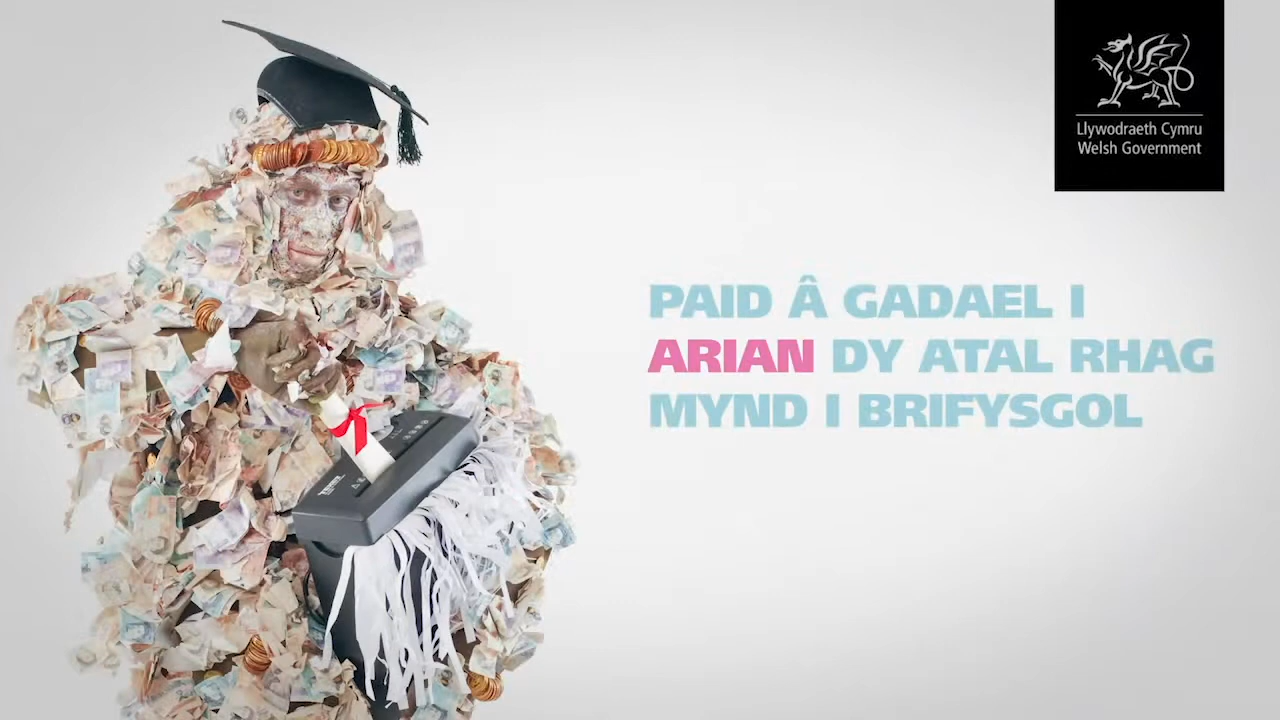 Llywodraeth Cymru
Welsh Government
PAID Â GADAEL I
ARIAN DY ATAL RHAG
MYND I BRIFYSGOL